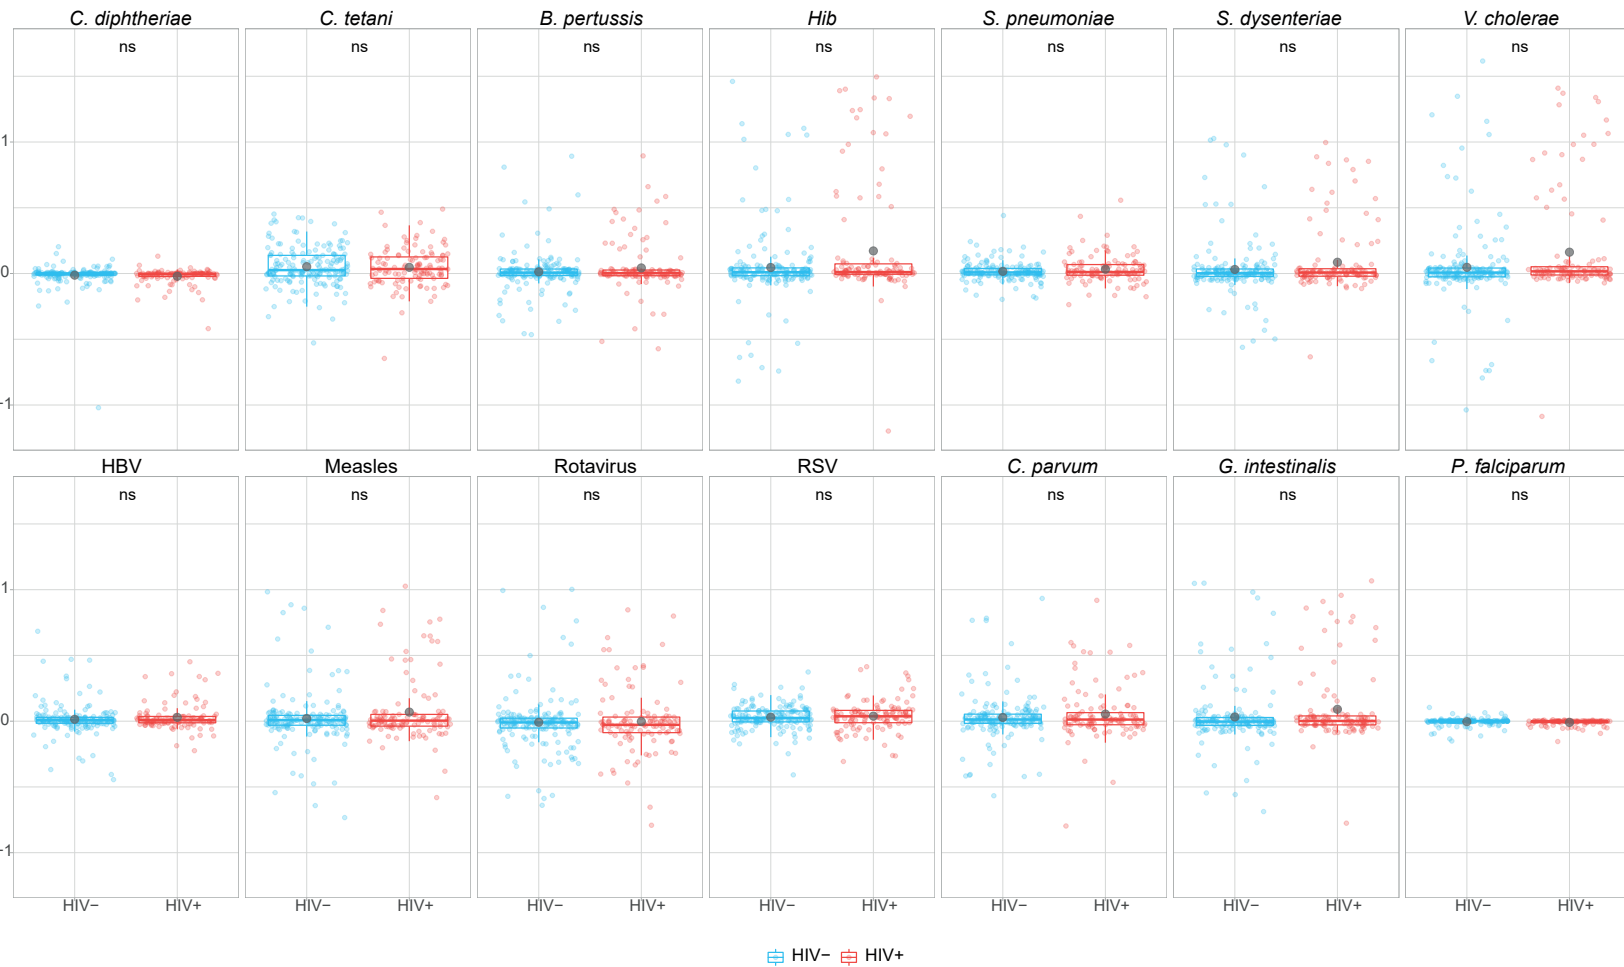 C. diphtheriae C. tetani B. pertussis Hib S. pneumoniae S. dysenteriae V. cholerae
ns ns ns ns ns ns ns
1
0
−1
HBV Measles Rotavirus RSV C. parvum G. intestinalis P. falciparum
ns ns ns ns ns ns ns
1
0
−1
HIV− HIV+ HIV− HIV+ HIV− HIV+ HIV− HIV+ HIV− HIV+ HIV− HIV+ HIV− HIV+
HIV− HIV+